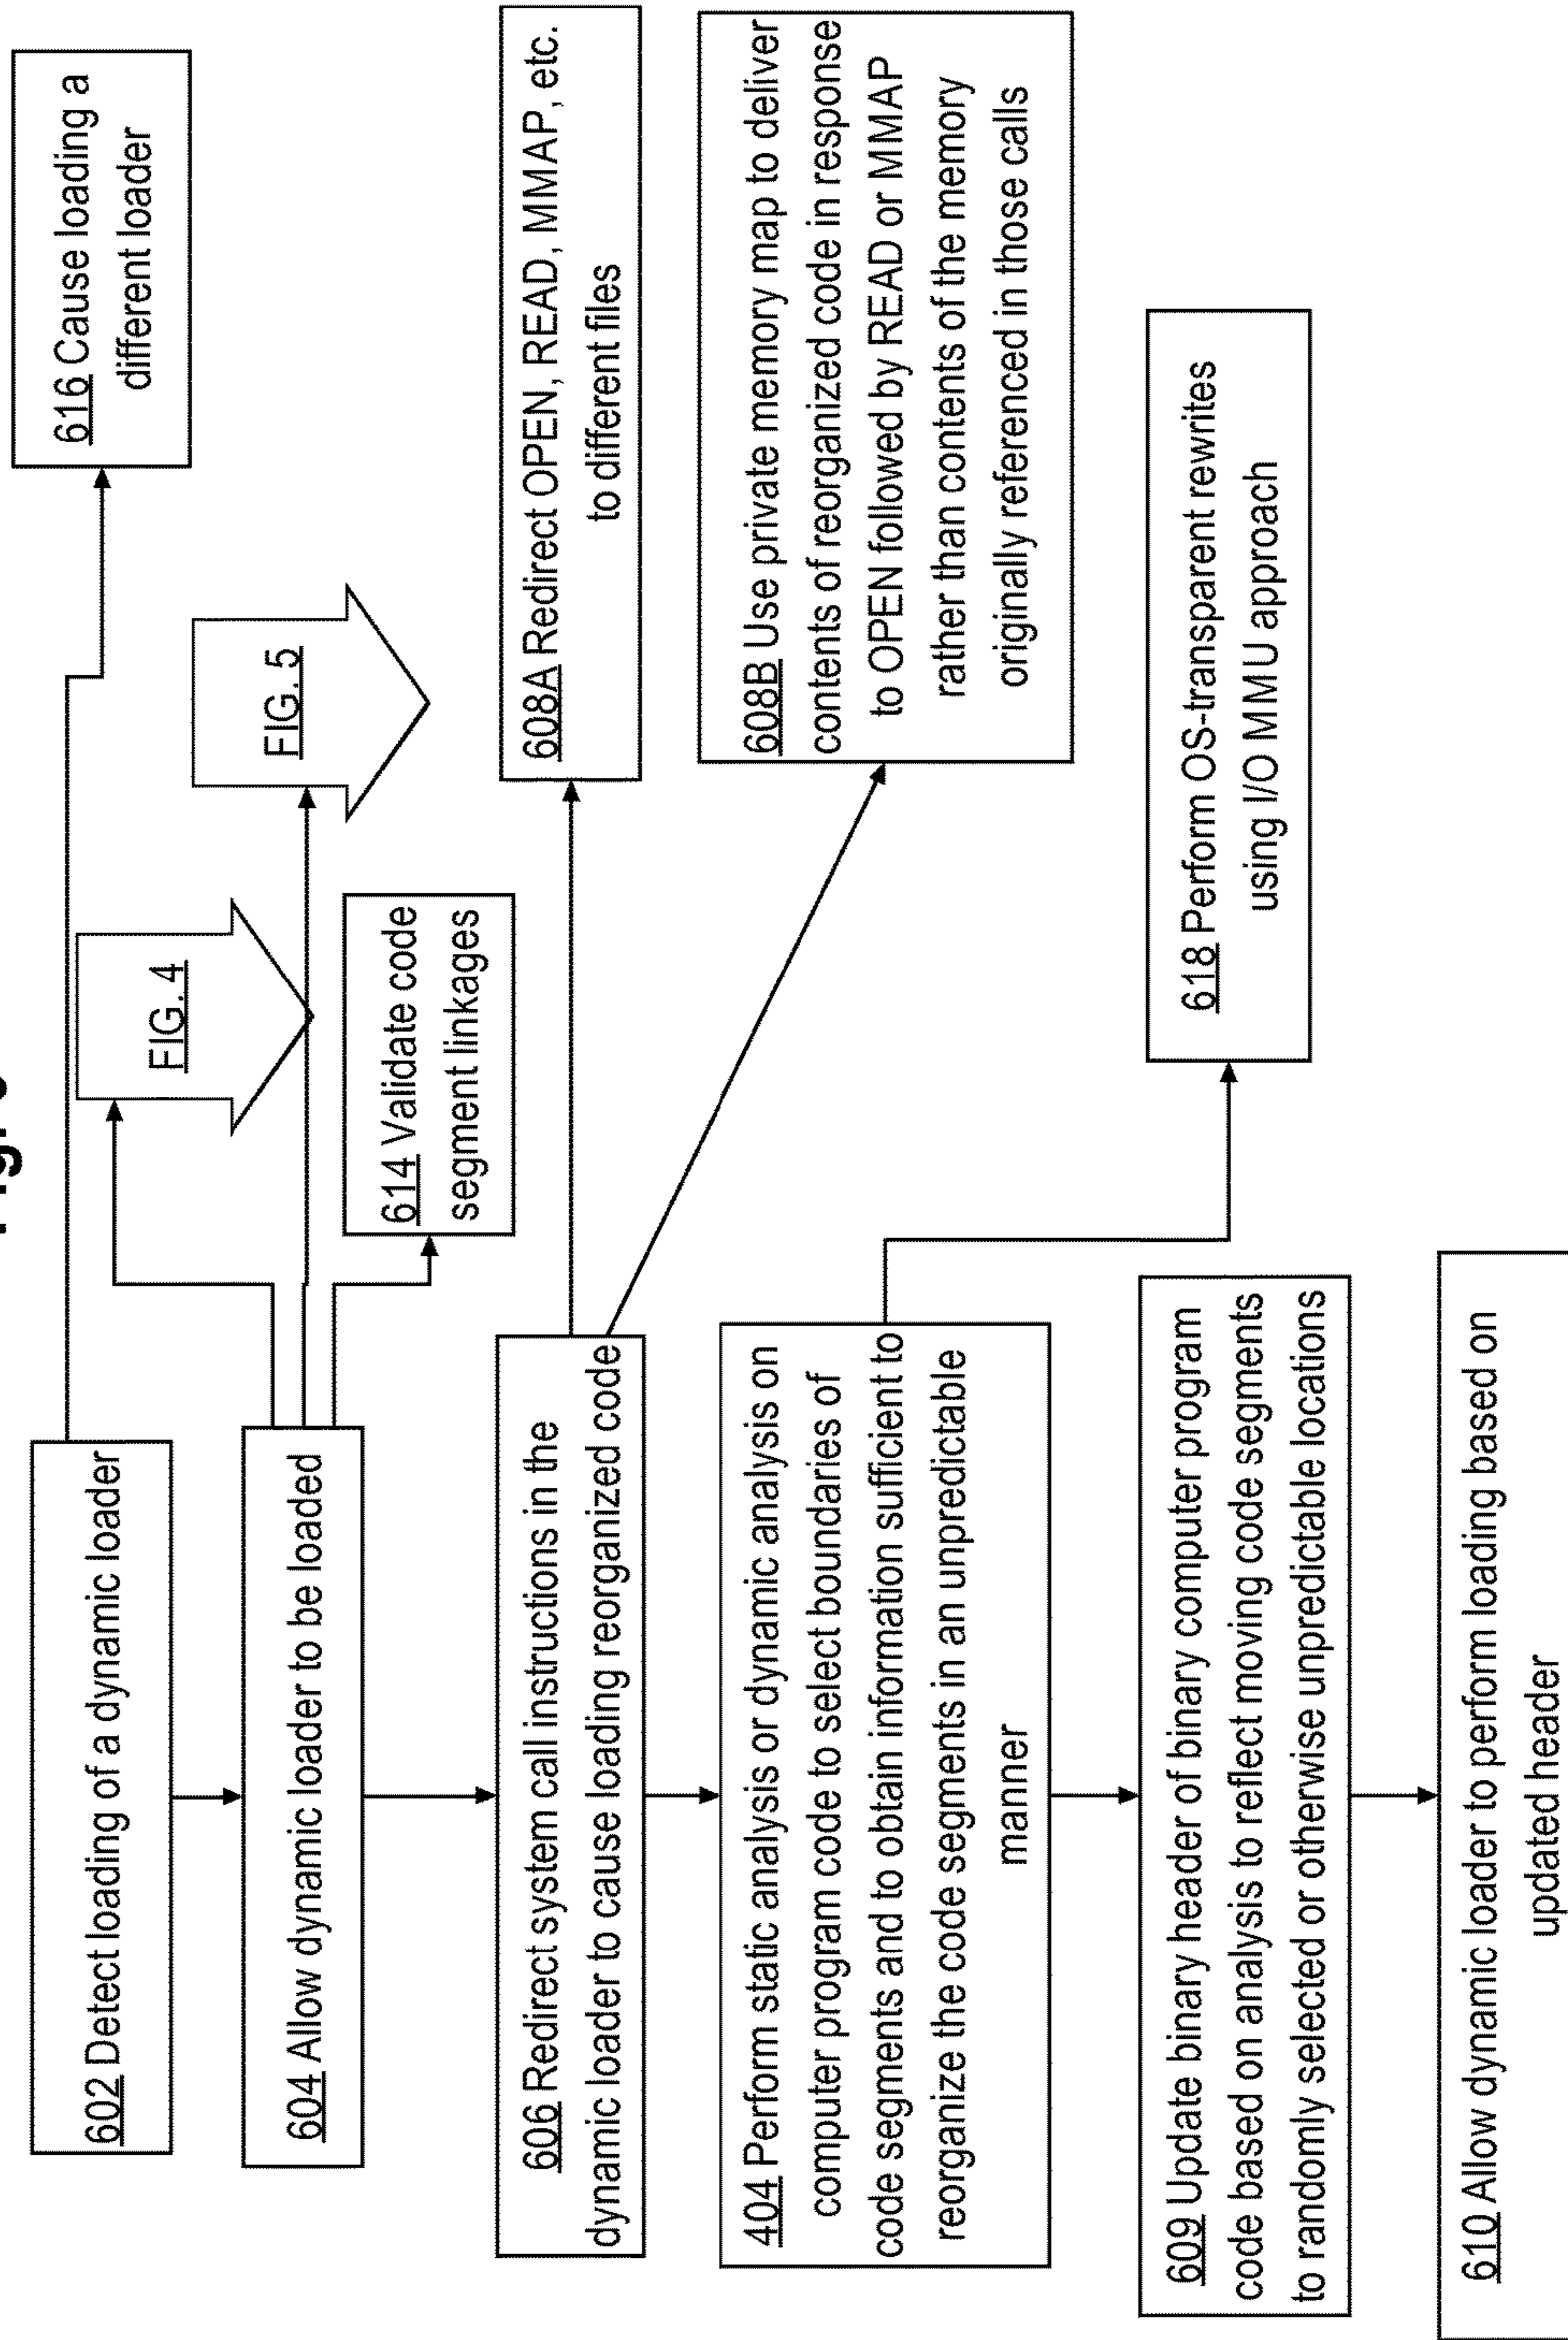 602 Detect loading of a dynamic loader
604 Allow dynamic loader to be loaded
606 Redirect system call instructions in the
dynamic loader to cause loading reorganized code
404 Perform static analysis or dynamic analysis on
computer program code to select boundaries of
code segments and to obtain information sufficient to
reorganize the code segments in an unpredictable
manner
609 Update binary header of binary computer program
code based on analysis to reflect moving code segments
to randomly selected or otherwise unpredictable locations
610 Allow dynamic loader to perform loading based on
updated header
616 Cause loading a
different loader
FIG. 4
FIG. 5
614 Validate code
segment linkages
608A Redirect OPEN, READ, MMAP, etc.
to different files
608B Use private memory map to deliver
contents of reorganized code in response
to OPEN followed by READ or MMAP
rather than contents of the memory
originally referenced in those calls
618 Perform OS-transparent rewrites
using I/O MMU approach